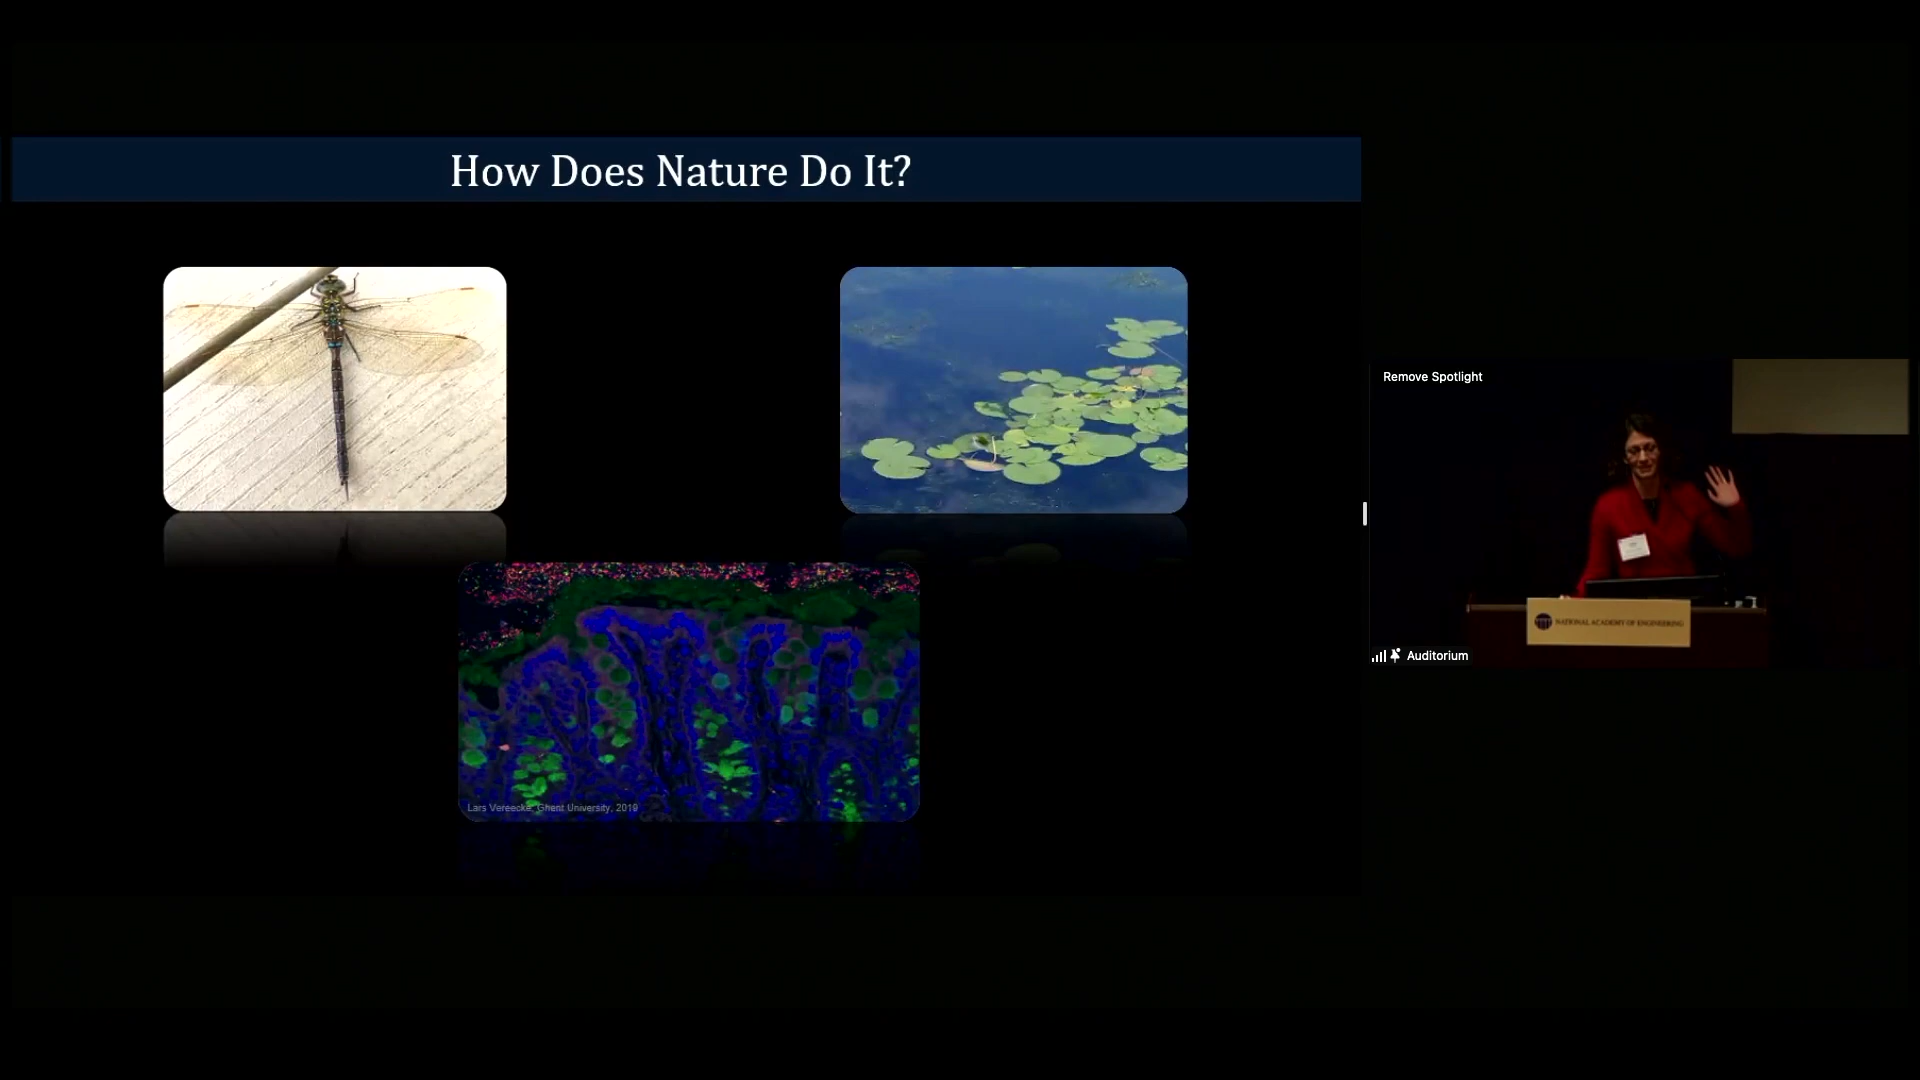 How Does Nature Do It?
Remove Spotlight
NATIONAL ACADEMY OF ENGINEERING
Auditorium
Lars Vereecke, Ghent University, 2019